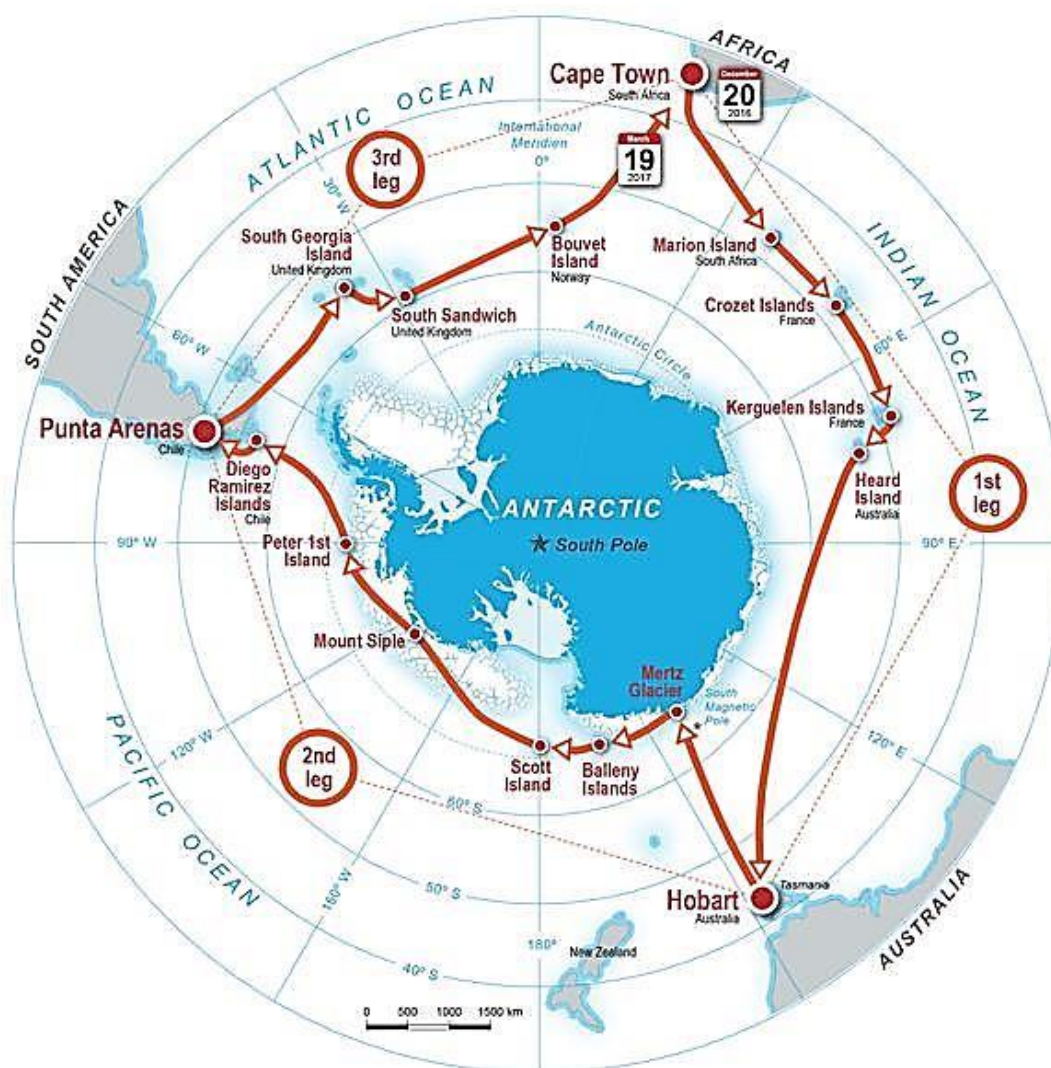 AFRICA
Cape Town
South Africa
December
20
2016
ATLANTIC OCEAN
International
Meridien
0°
March
19
2017
3rd
leg
30° W
South Georgia
Island
United Kingdom
Bouvet
Island
Norway
Marion Island
South Africa
INDIAN OCEAN
SOUTH AMERICA
South Sandwich
United Kingdom
Crozet Islands
France
60° E
60° W
Antarctic Circle
Kerguelen Islands
France
Punta Arenas
Chile
Diego
Ramirez
Islands
Chile
Heard
Island
Australia
1st
leg
ANTARCTIC
90° W
Peter 1st
Island
South Pole
90° E
Mount Siple
Mertz
Glacier
South
Magnetic
Pole
PACIFIC OCEAN
120° W
120° E
2nd
leg
Scott
Island
Balleny
Islands
60° S
50° S
40° S
150° W
180°
Hobart
Australia
Tasmania
AUSTRALIA
New Zealand
0 500 1000 1500 km